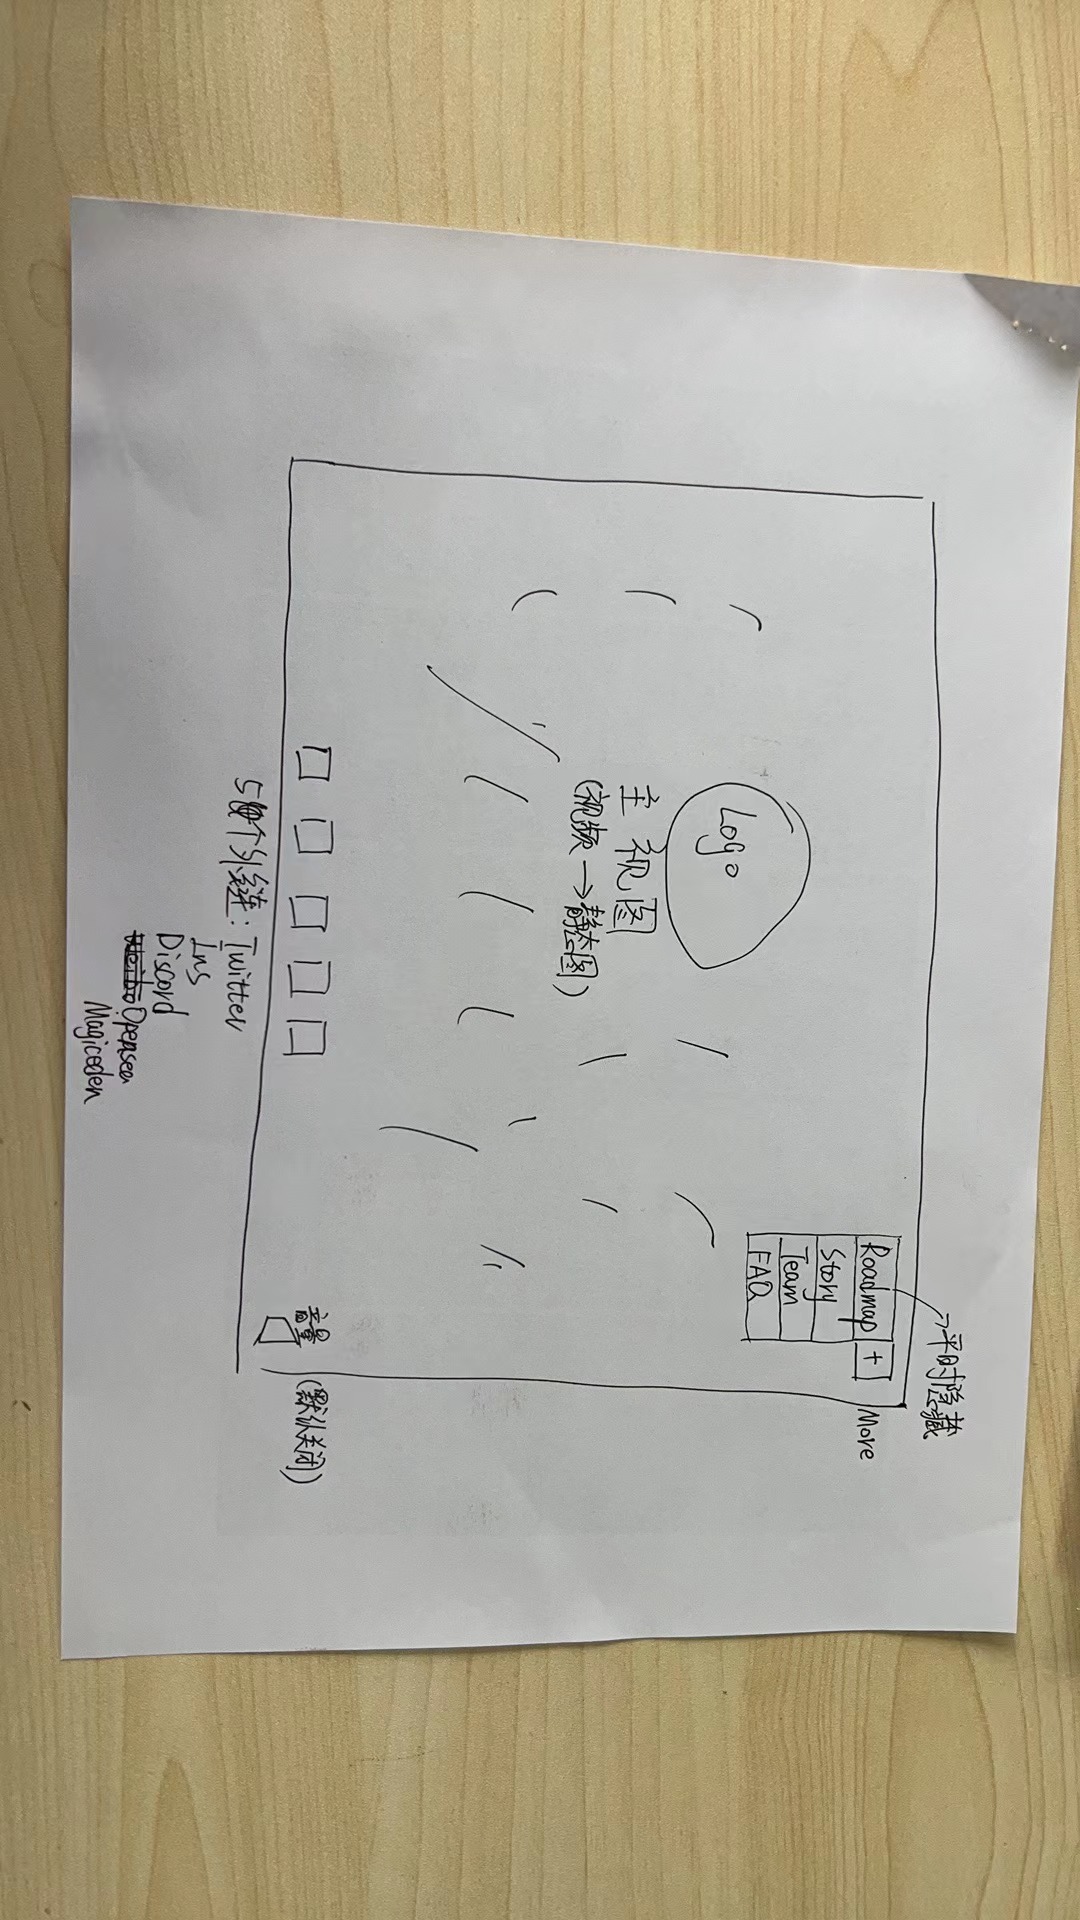 平时隐藏
Roadmap +
More
Story
Team
FAQ
Logo
主视图
(视频→静态图)
音量 (默认关闭)
5个外链: Twitter
Ins
Discord
Weibo Opensea
Magiceden